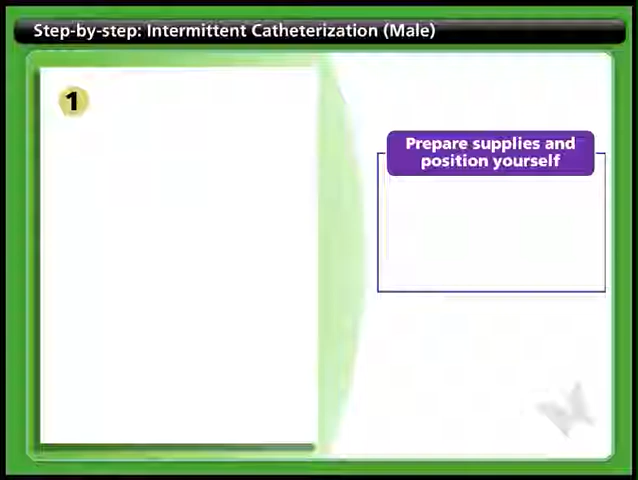 Step-by-step: Intermittent Catheterization (Male)
1
Prepare supplies and
position yourself